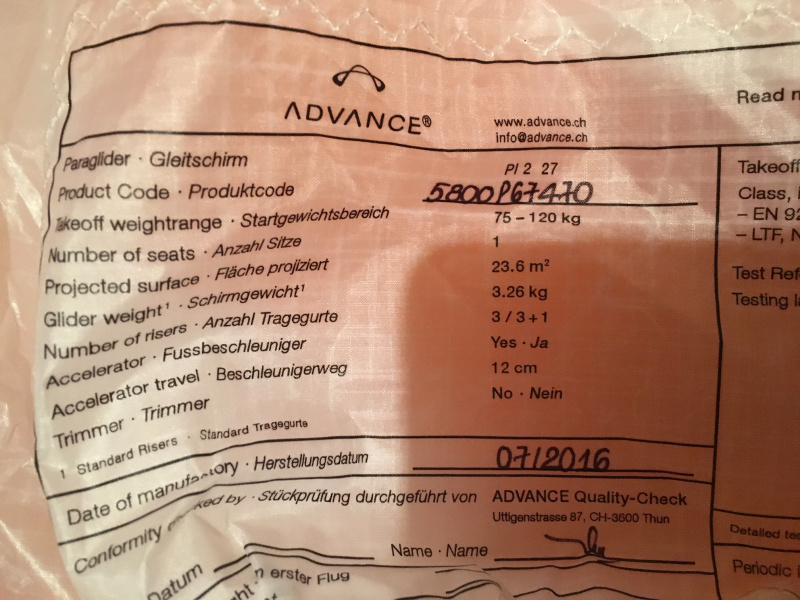 ADVANCE®
www.advance.ch
info@advance.ch
Read
Paraglider · Gleitschirm PI 2 27
Product Code · Produktcode 5800P67470
Takeoff weightrange · Startgewichtsbereich 75 – 120 kg
Number of seats · Anzahl Sitze 1
Projected surface · Fläche projiziert 23.6 m²
Glider weight¹ · Schirmgewicht¹ 3.26 kg
Number of risers · Anzahl Tragegurte 3 / 3 + 1
Accelerator · Fussbeschleuniger Yes · Ja
Accelerator travel · Beschleunigerweg 12 cm
Trimmer · Trimmer No · Nein
1 Standard Risers · Standard Tragegurte
Date of manufactory · Herstellungsdatum 07/2016
Conformity checked by · Stückprüfung durchgeführt von ADVANCE Quality-Check
Uttigenstrasse 87, CH-3600 Thun
Datum Name · Name
erster Flug
Takeoff
Class,
– EN 92
– LTF, N
Test Ref
Testing la
Detailed tes
Periodic